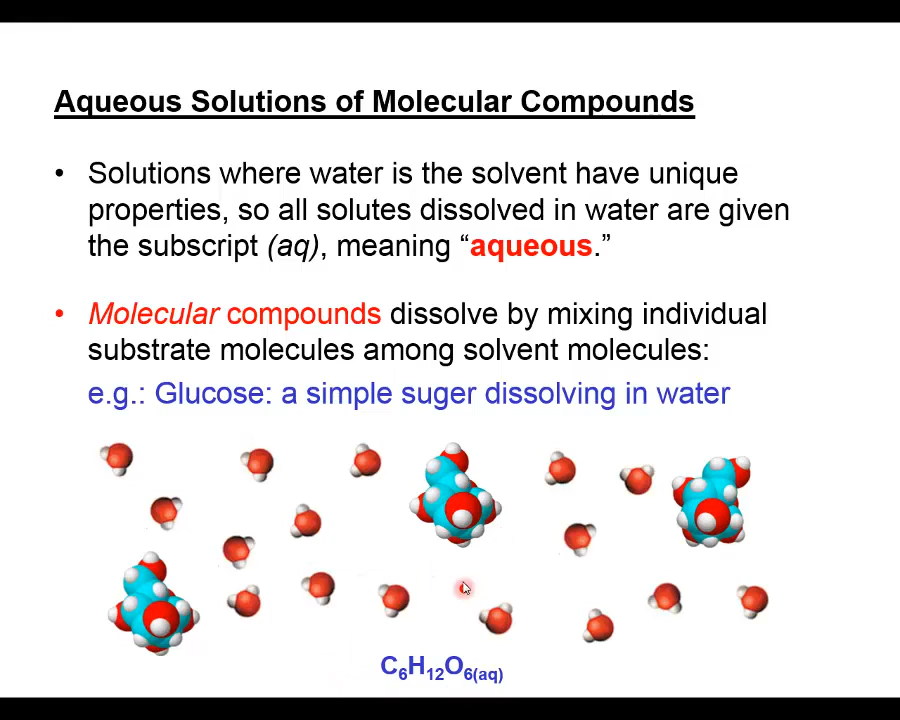 Aqueous Solutions of Molecular Compounds
• Solutions where water is the solvent have unique
properties, so all solutes dissolved in water are given
the subscript (aq), meaning “aqueous.”
• Molecular compounds dissolve by mixing individual
substrate molecules among solvent molecules:
e.g.: Glucose: a simple suger dissolving in water
C₆H₁₂O₆(aq)